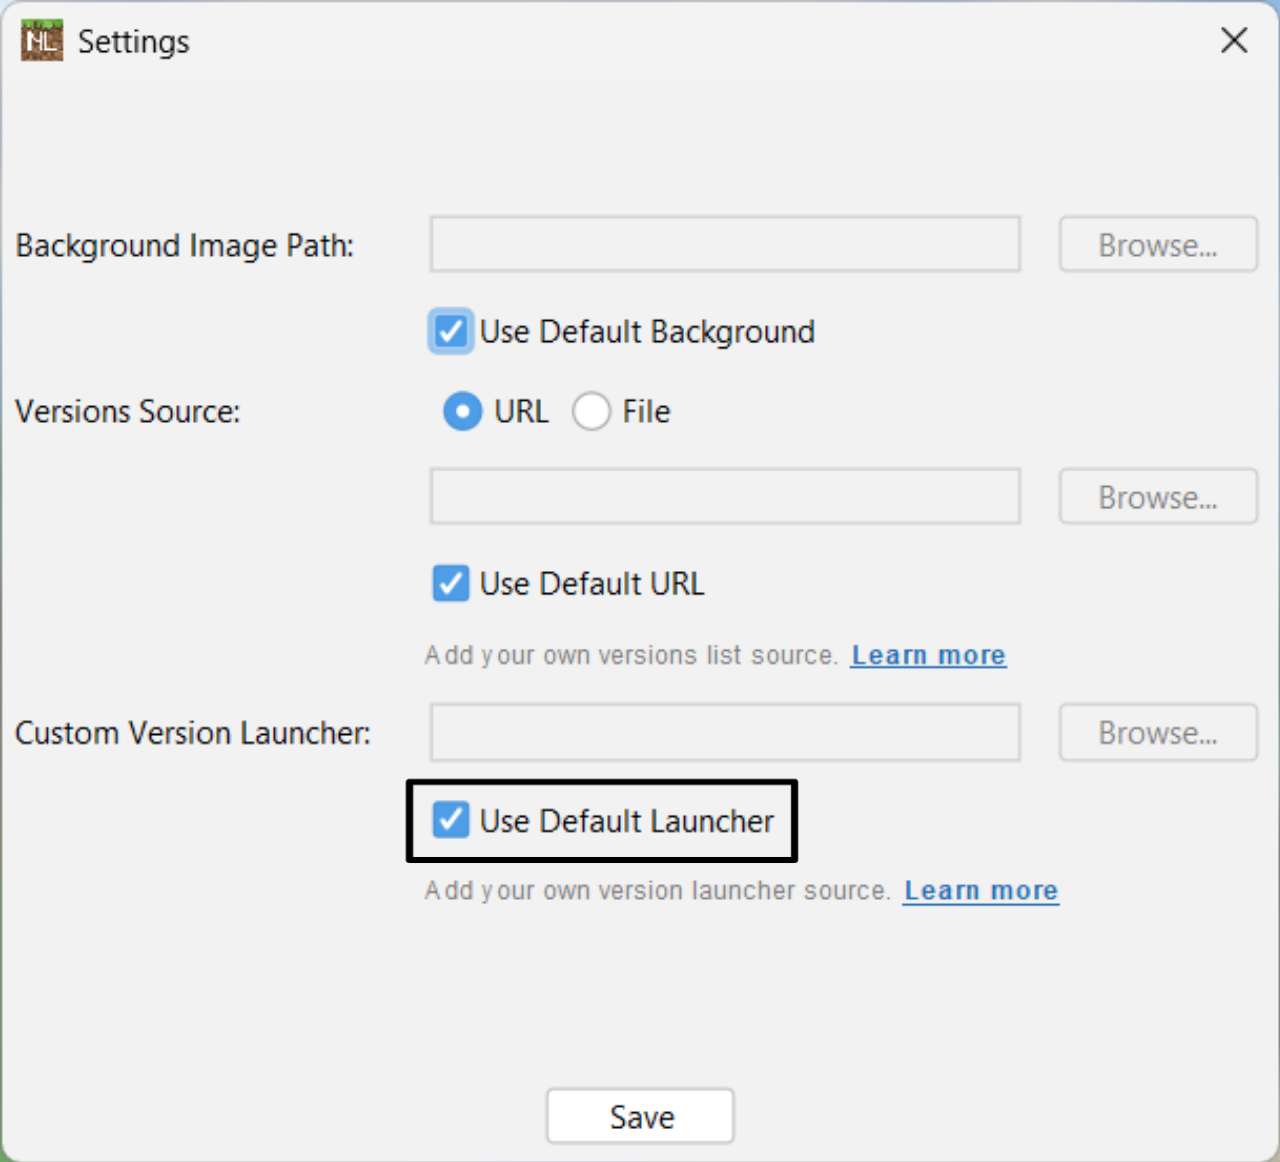 NL Settings
Background Image Path: Browse...
Use Default Background
Versions Source: URL File
Browse...
Use Default URL
Add your own versions list source. Learn more
Custom Version Launcher: Browse...
Use Default Launcher
Add your own version launcher source. Learn more
Save